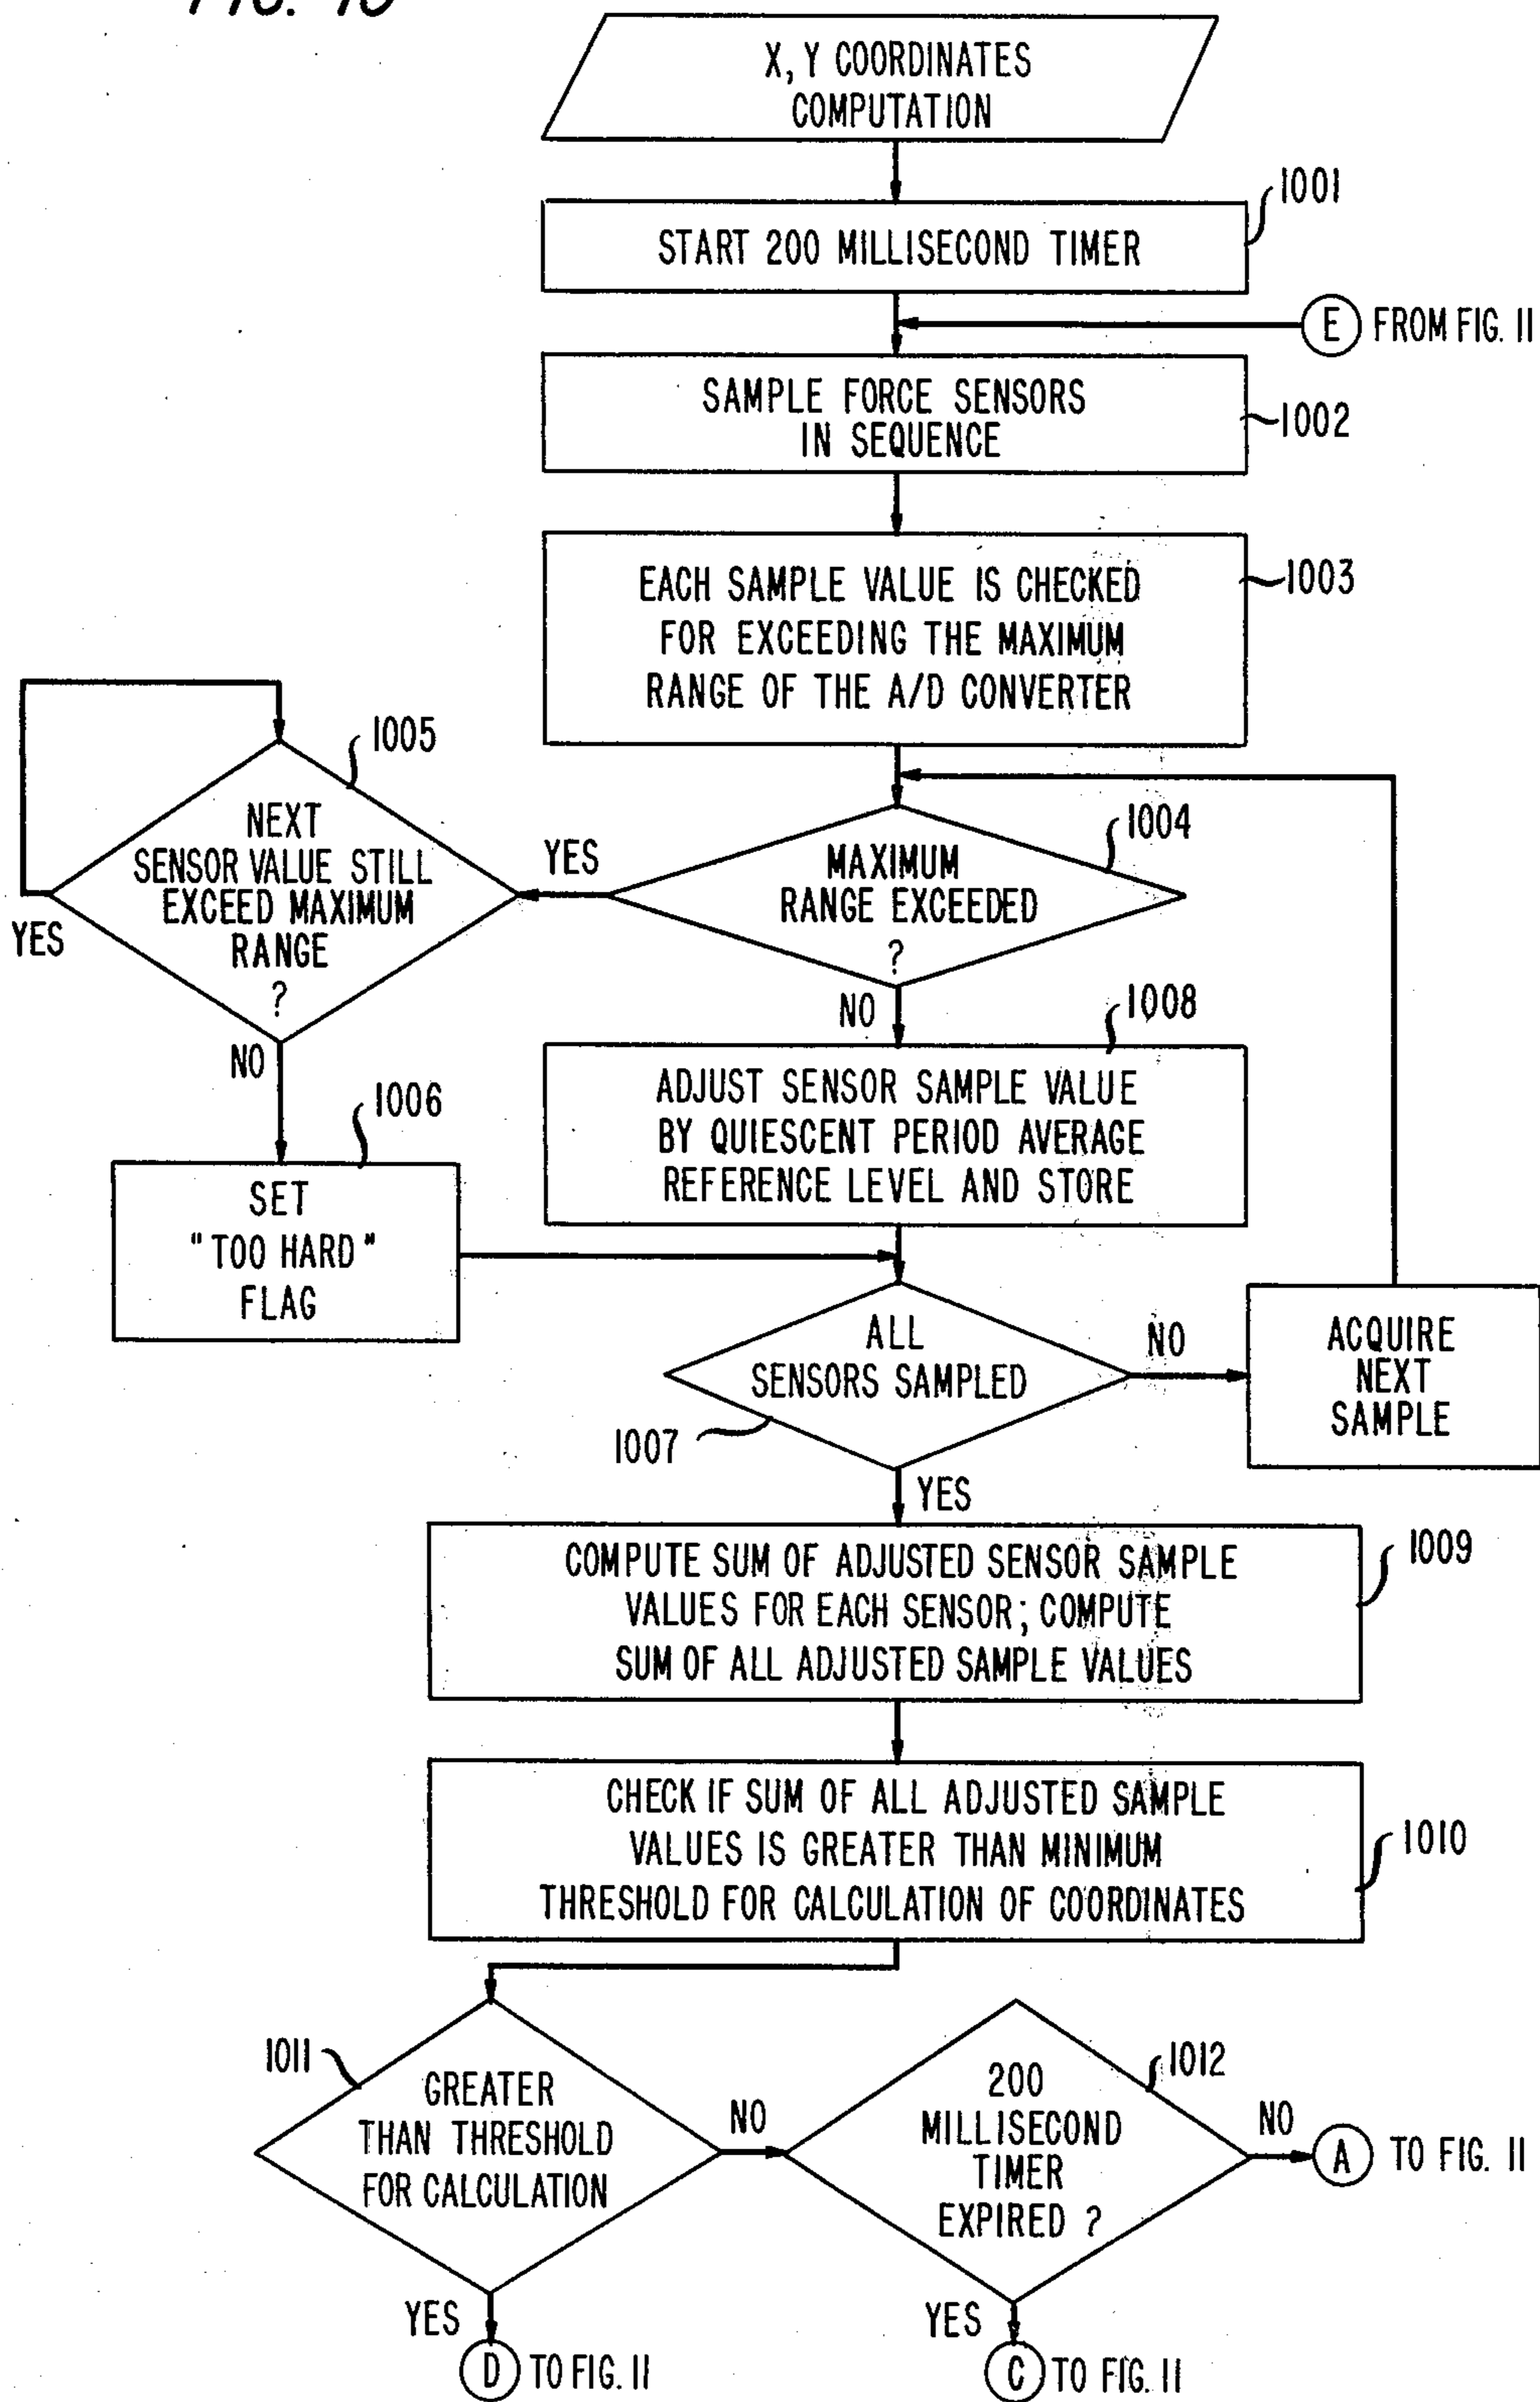 X, Y COORDINATES
COMPUTATION
1001
START 200 MILLISECOND TIMER
E FROM FIG. 11
SAMPLE FORCE SENSORS
IN SEQUENCE
1002
EACH SAMPLE VALUE IS CHECKED
FOR EXCEEDING THE MAXIMUM
RANGE OF THE A/D CONVERTER
1003
1005
NEXT
SENSOR VALUE STILL
EXCEED MAXIMUM
RANGE
?
YES
YES
1004
MAXIMUM
RANGE EXCEEDED
?
NO
NO
1008
ADJUST SENSOR SAMPLE VALUE
BY QUIESCENT PERIOD AVERAGE
REFERENCE LEVEL AND STORE
1006
SET
"TOO HARD"
FLAG
ALL
SENSORS SAMPLED
1007
NO
ACQUIRE
NEXT
SAMPLE
YES
COMPUTE SUM OF ADJUSTED SENSOR SAMPLE
VALUES FOR EACH SENSOR; COMPUTE
SUM OF ALL ADJUSTED SAMPLE VALUES
1009
CHECK IF SUM OF ALL ADJUSTED SAMPLE
VALUES IS GREATER THAN MINIMUM
THRESHOLD FOR CALCULATION OF COORDINATES
1010
1011
GREATER
THAN THRESHOLD
FOR CALCULATION
NO
1012
200
MILLISECOND
TIMER
EXPIRED ?
NO
A TO FIG. 11
YES
D TO FIG. 11
YES
C TO FIG. 11